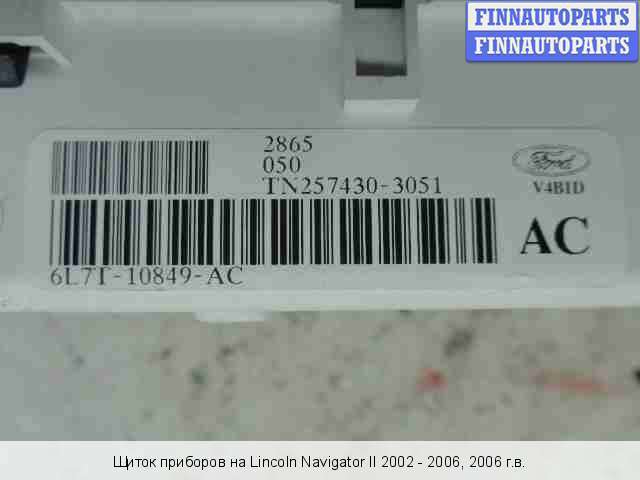 FINNAUTOPARTS
FINNAUTOPARTS
2865
050
TN257430-3051
Ford
V4B1D
AC
6L7T-10849-AC
Щиток приборов на Lincoln Navigator II 2002 - 2006, 2006 г.в.